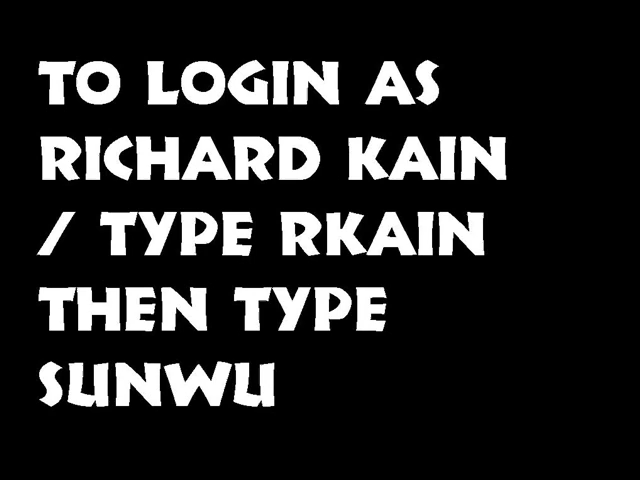 TO LOGIN AS
RICHARD KAIN
/ TYPE RKAIN
THEN TYPE
SUNWU